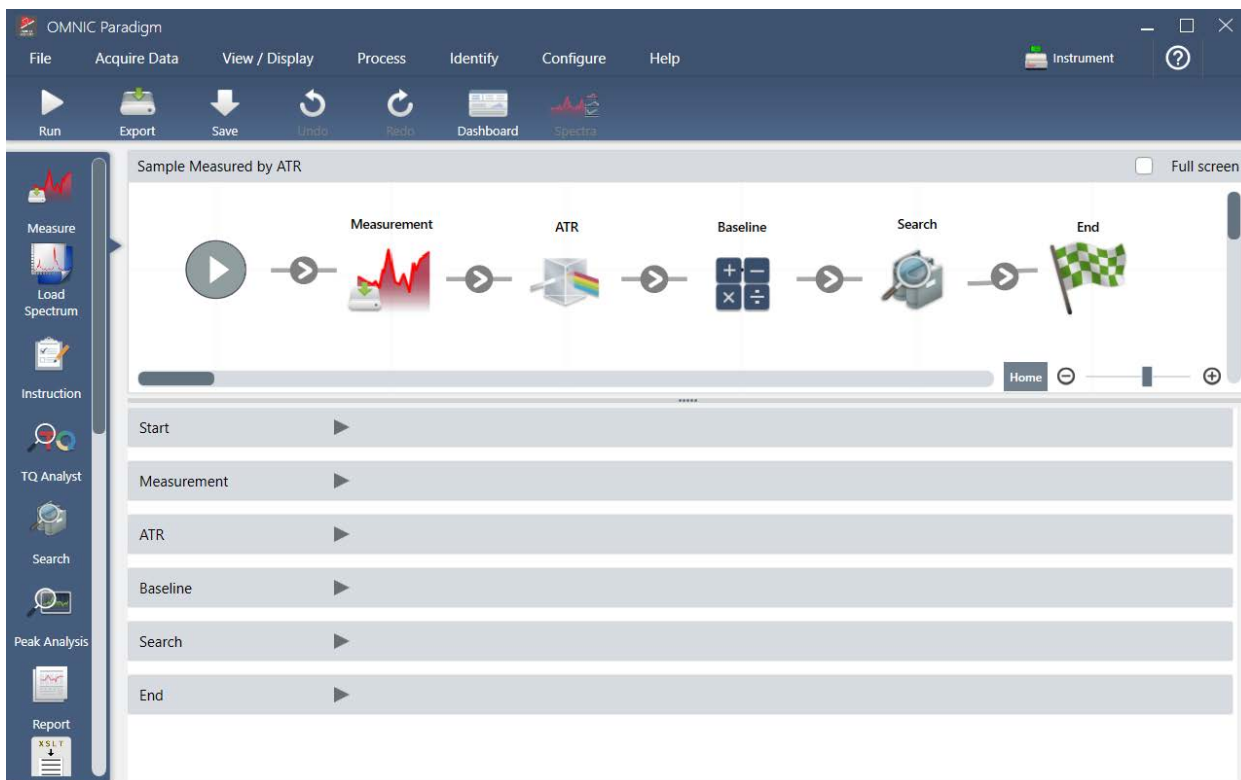 OMNIC Paradigm
File Acquire Data View / Display Process Identify Configure Help Instrument
Run Export Save Undo Redo Dashboard Spectra
Sample Measured by ATR Full screen
Measure
Load
Spectrum
Instruction
TQ Analyst
Search
Peak Analysis
Report
XSLT
Measurement ATR Baseline Search End
Home
Start
Measurement
ATR
Baseline
Search
End